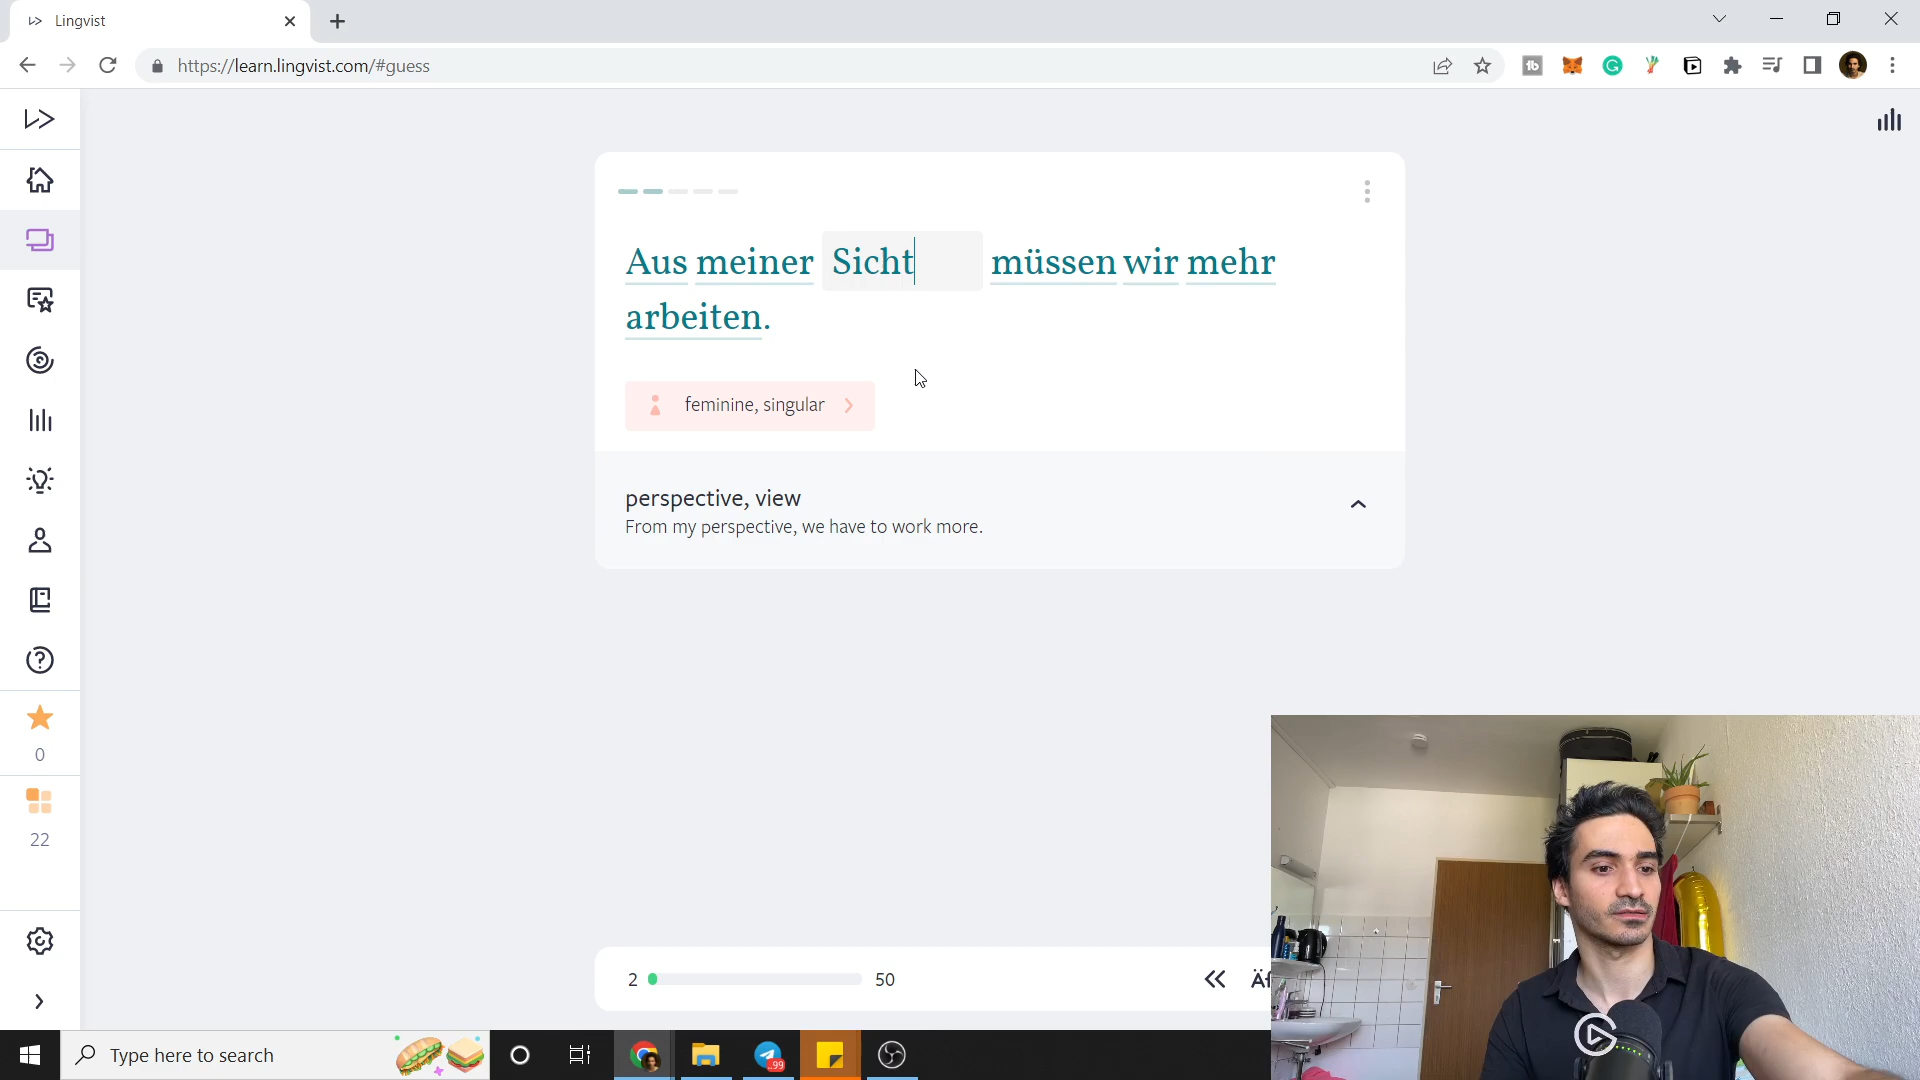 Lingvist
https://learn.lingvist.com/#guess
Aus meiner Sicht müssen wir mehr
arbeiten.
feminine, singular
perspective, view
From my perspective, we have to work more.
0
22
2 50
Type here to search
..99